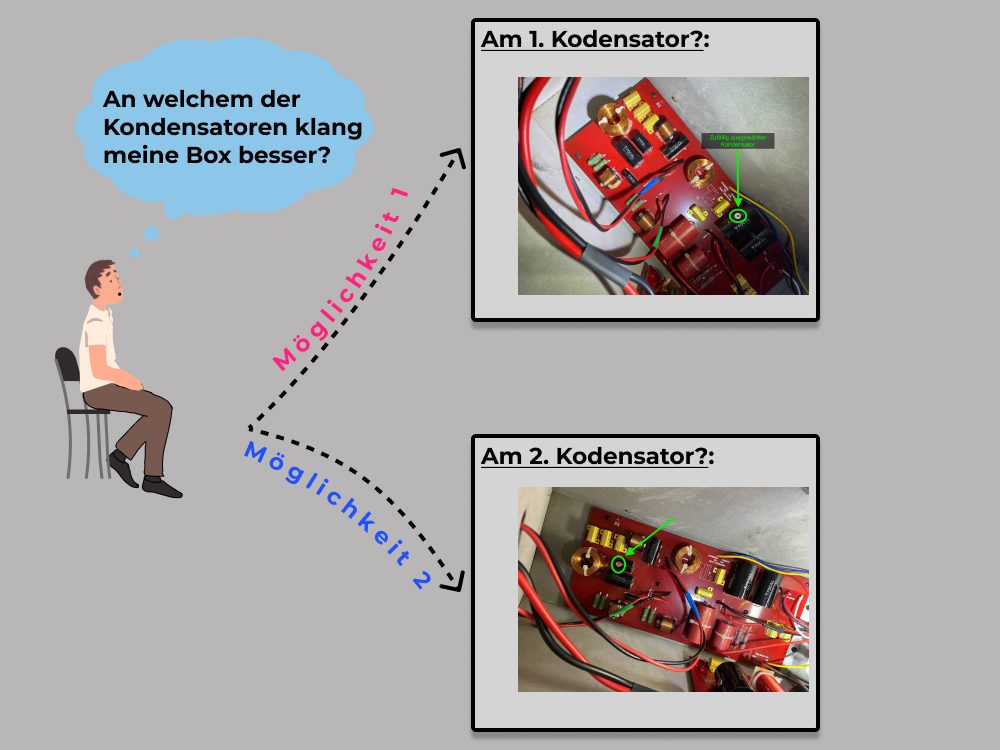 An welchem der
Kondensatoren klang
meine Box besser?
Möglichkeit 1
Am 1. Kodensator?:
Zufällig ausgewählter
Kondensator
Möglichkeit 2
Am 2. Kodensator?: